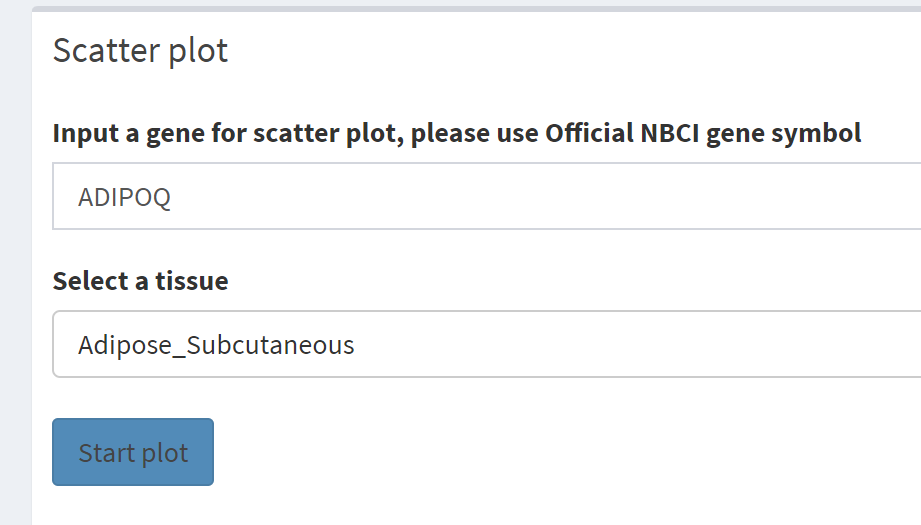 Scatter plot
Input a gene for scatter plot, please use Official NBCI gene symbol
ADIPOQ
Select a tissue
Adipose_Subcutaneous
Start plot